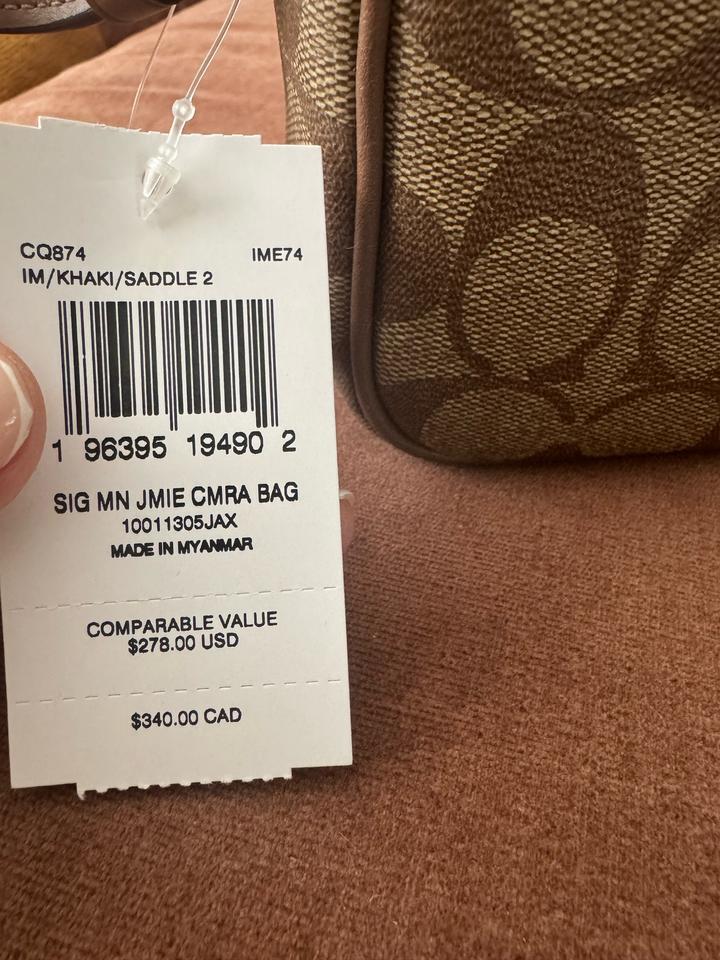 CQ874 IME74
IM/KHAKI/SADDLE 2
1 96395 19490 2
SIG MN JMIE CMRA BAG
10011305JAX
MADE IN MYANMAR
COMPARABLE VALUE
$278.00 USD
$340.00 CAD